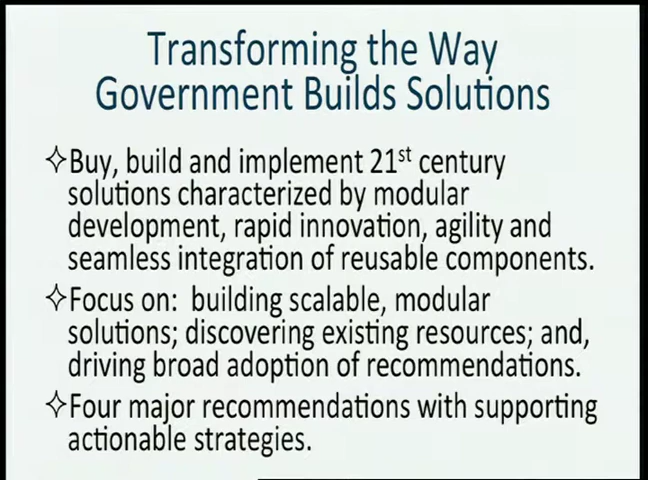 Transforming the Way
Government Builds Solutions
✧Buy, build and implement 21st century
solutions characterized by modular
development, rapid innovation, agility and
seamless integration of reusable components.
✧Focus on:  building scalable, modular
solutions; discovering existing resources; and,
driving broad adoption of recommendations.
✧Four major recommendations with supporting
actionable strategies.